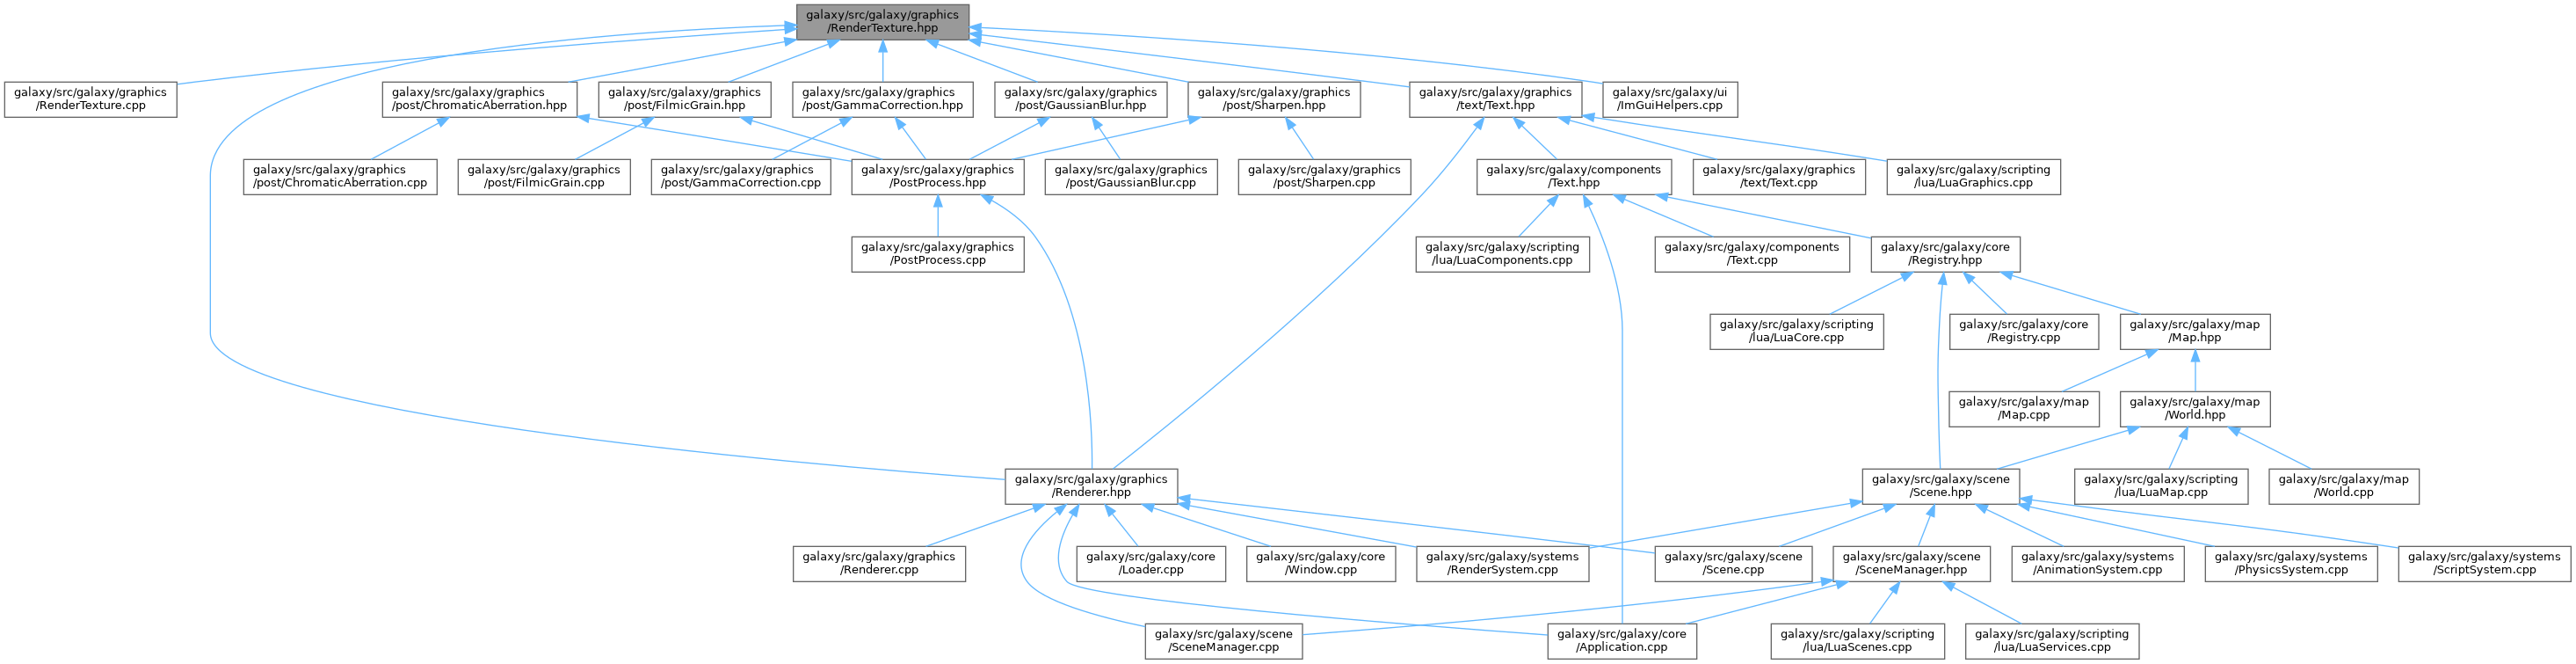 galaxy/src/galaxy/graphics
/RenderTexture.hpp
galaxy/src/galaxy/graphics
/RenderTexture.cpp
galaxy/src/galaxy/graphics
/post/ChromaticAberration.hpp
galaxy/src/galaxy/graphics
/post/FilmicGrain.hpp
galaxy/src/galaxy/graphics
/post/GammaCorrection.hpp
galaxy/src/galaxy/graphics
/post/GaussianBlur.hpp
galaxy/src/galaxy/graphics
/post/Sharpen.hpp
galaxy/src/galaxy/graphics
/text/Text.hpp
galaxy/src/galaxy/ui
/ImGuiHelpers.cpp
galaxy/src/galaxy/graphics
/post/ChromaticAberration.cpp
galaxy/src/galaxy/graphics
/post/FilmicGrain.cpp
galaxy/src/galaxy/graphics
/post/GammaCorrection.cpp
galaxy/src/galaxy/graphics
/PostProcess.hpp
galaxy/src/galaxy/graphics
/post/GaussianBlur.cpp
galaxy/src/galaxy/graphics
/post/Sharpen.cpp
galaxy/src/galaxy/components
/Text.hpp
galaxy/src/galaxy/graphics
/text/Text.cpp
galaxy/src/galaxy/scripting
/lua/LuaGraphics.cpp
galaxy/src/galaxy/graphics
/PostProcess.cpp
galaxy/src/galaxy/scripting
/lua/LuaComponents.cpp
galaxy/src/galaxy/components
/Text.cpp
galaxy/src/galaxy/core
/Registry.hpp
galaxy/src/galaxy/scripting
/lua/LuaCore.cpp
galaxy/src/galaxy/core
/Registry.cpp
galaxy/src/galaxy/map
/Map.hpp
galaxy/src/galaxy/map
/Map.cpp
galaxy/src/galaxy/map
/World.hpp
galaxy/src/galaxy/graphics
/Renderer.hpp
galaxy/src/galaxy/scene
/Scene.hpp
galaxy/src/galaxy/scripting
/lua/LuaMap.cpp
galaxy/src/galaxy/map
/World.cpp
galaxy/src/galaxy/graphics
/Renderer.cpp
galaxy/src/galaxy/core
/Loader.cpp
galaxy/src/galaxy/core
/Window.cpp
galaxy/src/galaxy/systems
/RenderSystem.cpp
galaxy/src/galaxy/scene
/Scene.cpp
galaxy/src/galaxy/scene
/SceneManager.hpp
galaxy/src/galaxy/systems
/AnimationSystem.cpp
galaxy/src/galaxy/systems
/PhysicsSystem.cpp
galaxy/src/galaxy/systems
/ScriptSystem.cpp
galaxy/src/galaxy/scene
/SceneManager.cpp
galaxy/src/galaxy/core
/Application.cpp
galaxy/src/galaxy/scripting
/lua/LuaScenes.cpp
galaxy/src/galaxy/scripting
/lua/LuaServices.cpp